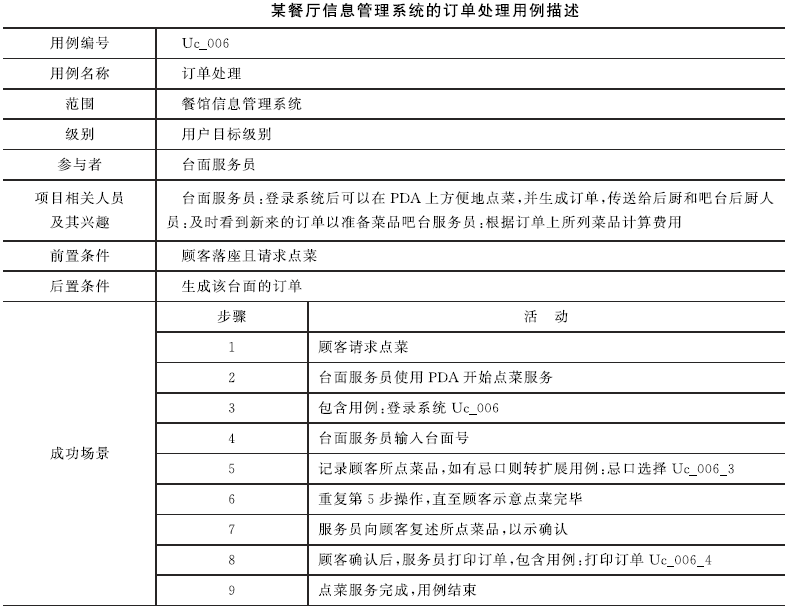 某餐厅信息管理系统的订单处理用例描述
用例编号 Uc_006
用例名称 订单处理
范围 餐馆信息管理系统
级别 用户目标级别
参与者 台面服务员
项目相关人员及其兴趣 台面服务员:登录系统后可以在 PDA 上方便地点菜,并生成订单,传送给后厨和吧台后厨人
员:及时看到新来的订单以准备菜品吧台服务员:根据订单上所列菜品计算费用
前置条件 顾客落座且请求点菜
后置条件 生成该台面的订单
成功场景
步骤 活 动
1 顾客请求点菜
2 台面服务员使用 PDA 开始点菜服务
3 包含用例:登录系统 Uc_006
4 台面服务员输入台面号
5 记录顾客所点菜品,如有忌口则转扩展用例:忌口选择 Uc_006_3
6 重复第 5 步操作,直至顾客示意点菜完毕
7 服务员向顾客复述所点菜品,以示确认
8 顾客确认后,服务员打印订单,包含用例:打印订单 Uc_006_4
9 点菜服务完成,用例结束